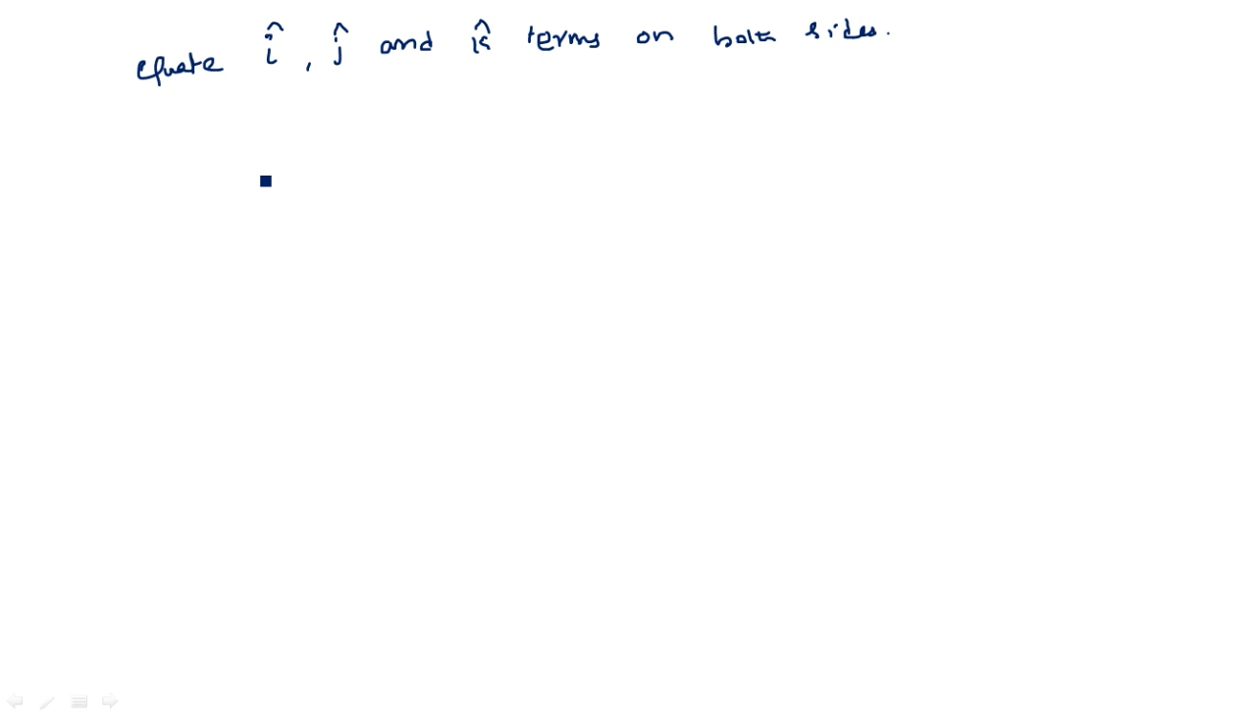 equate î, ĵ and k̂ terms on both sides.